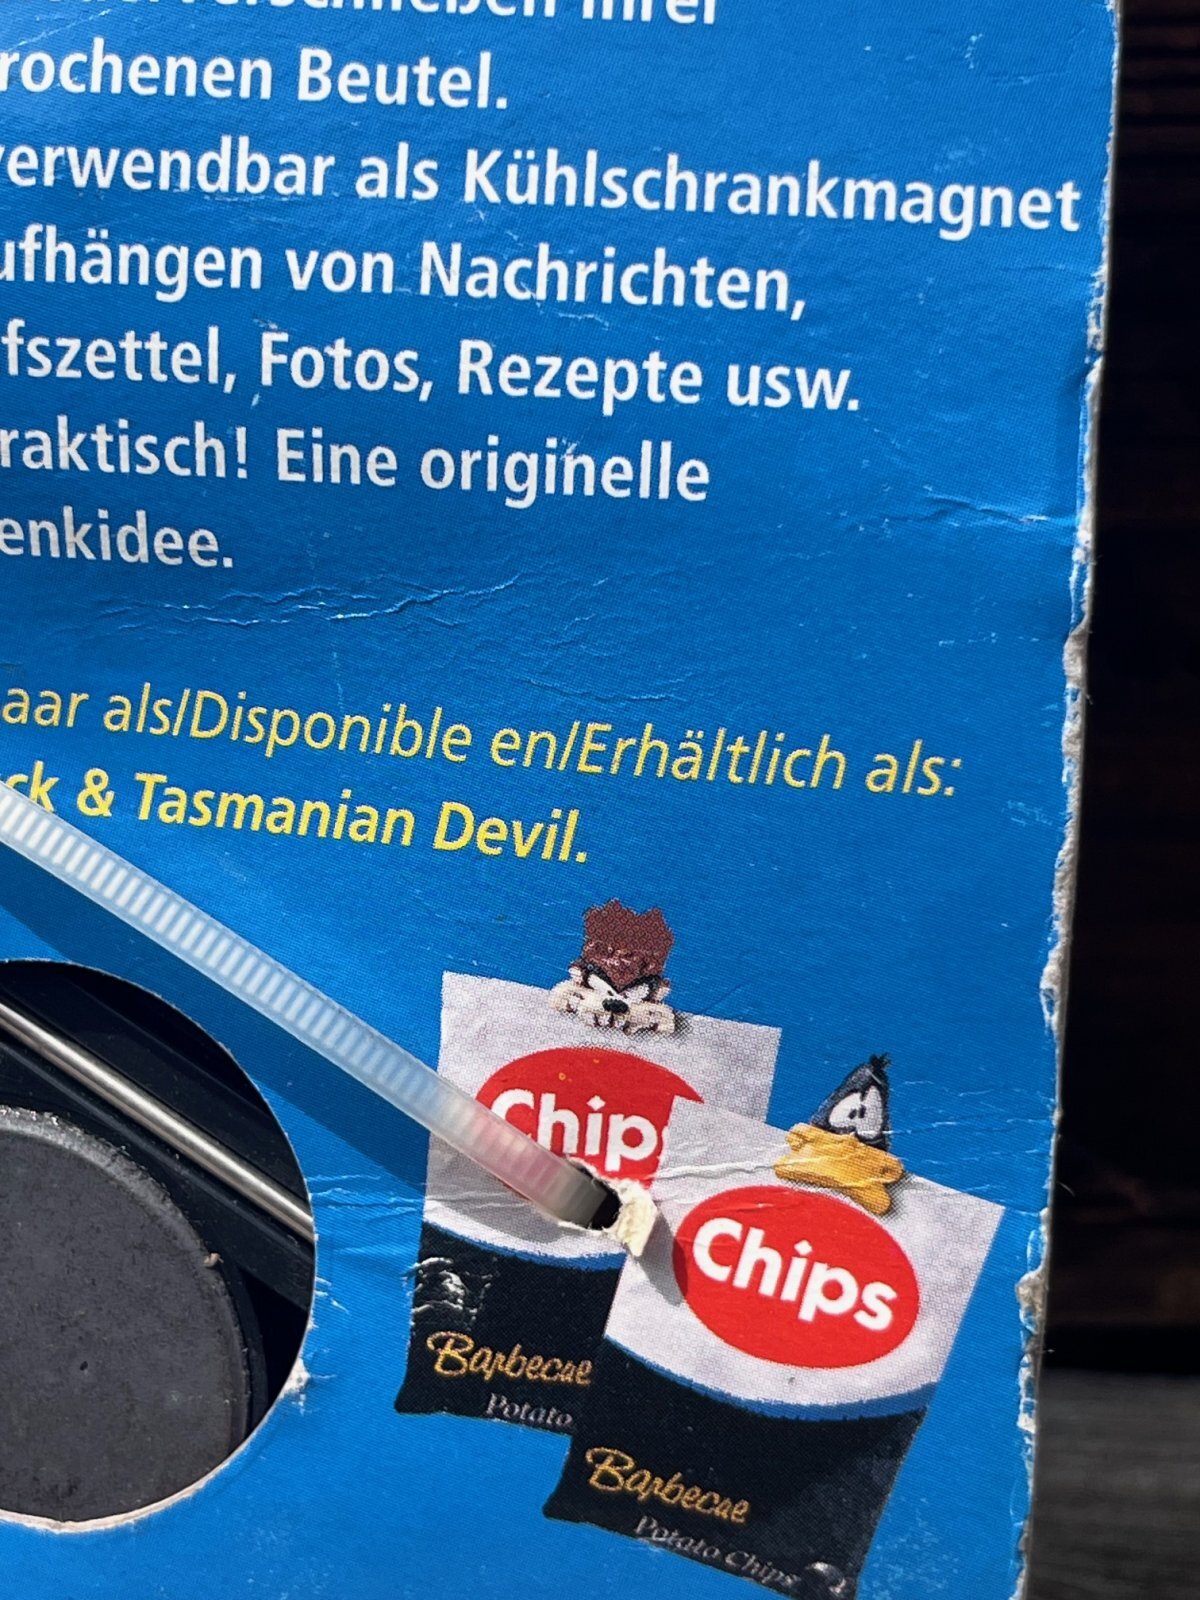 rochenen Beutel.
verwendbar als Kühlschrankmagnet
ufhängen von Nachrichten,
fszettel, Fotos, Rezepte usw.
raktisch! Eine originelle
enkidee.
aar als/Disponible en/Erhältlich als:
ck & Tasmanian Devil.
Chips
Chips
Barbecue
Potato
Barbecue
Potato Chips